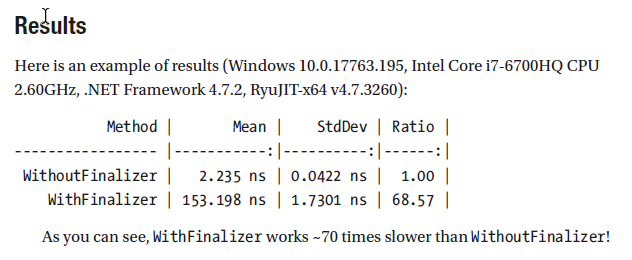 Results
Here is an example of results (Windows 10.0.17763.195, Intel Core i7-6700HQ CPU
2.60GHz, .NET Framework 4.7.2, RyuJIT-x64 v4.7.3260):
Method | Mean | StdDev | Ratio |
----------------- |-----------:|----------:|------:|
WithoutFinalizer | 2.235 ns | 0.0422 ns | 1.00 |
WithFinalizer | 153.198 ns | 1.7301 ns | 68.57 |
As you can see, WithFinalizer works ~70 times slower than WithoutFinalizer!